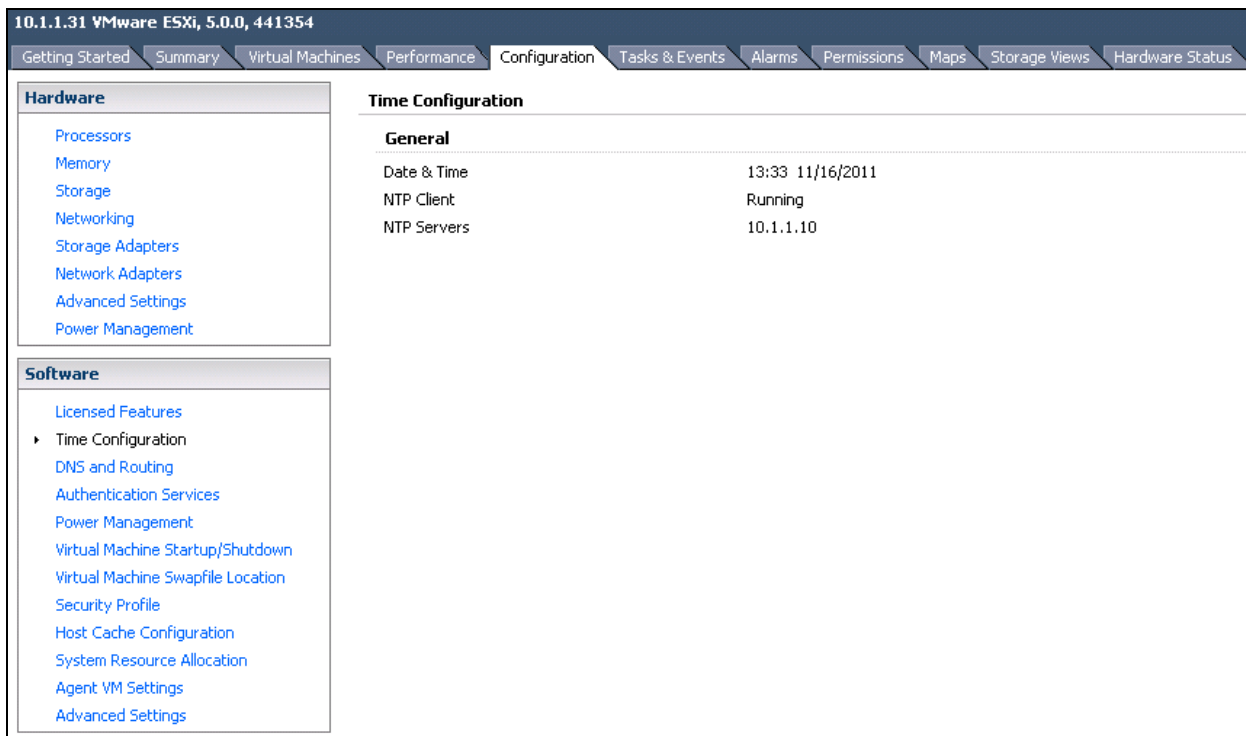 10.1.1.31 VMware ESXi, 5.0.0, 441354
Getting Started Summary Virtual Machines Performance Configuration Tasks & Events Alarms Permissions Maps Storage Views Hardware Status
Hardware
Processors
Memory
Storage
Networking
Storage Adapters
Network Adapters
Advanced Settings
Power Management
Software
Licensed Features
Time Configuration
DNS and Routing
Authentication Services
Power Management
Virtual Machine Startup/Shutdown
Virtual Machine Swapfile Location
Security Profile
Host Cache Configuration
System Resource Allocation
Agent VM Settings
Advanced Settings
Time Configuration
General
Date & Time 13:33 11/16/2011
NTP Client Running
NTP Servers 10.1.1.10